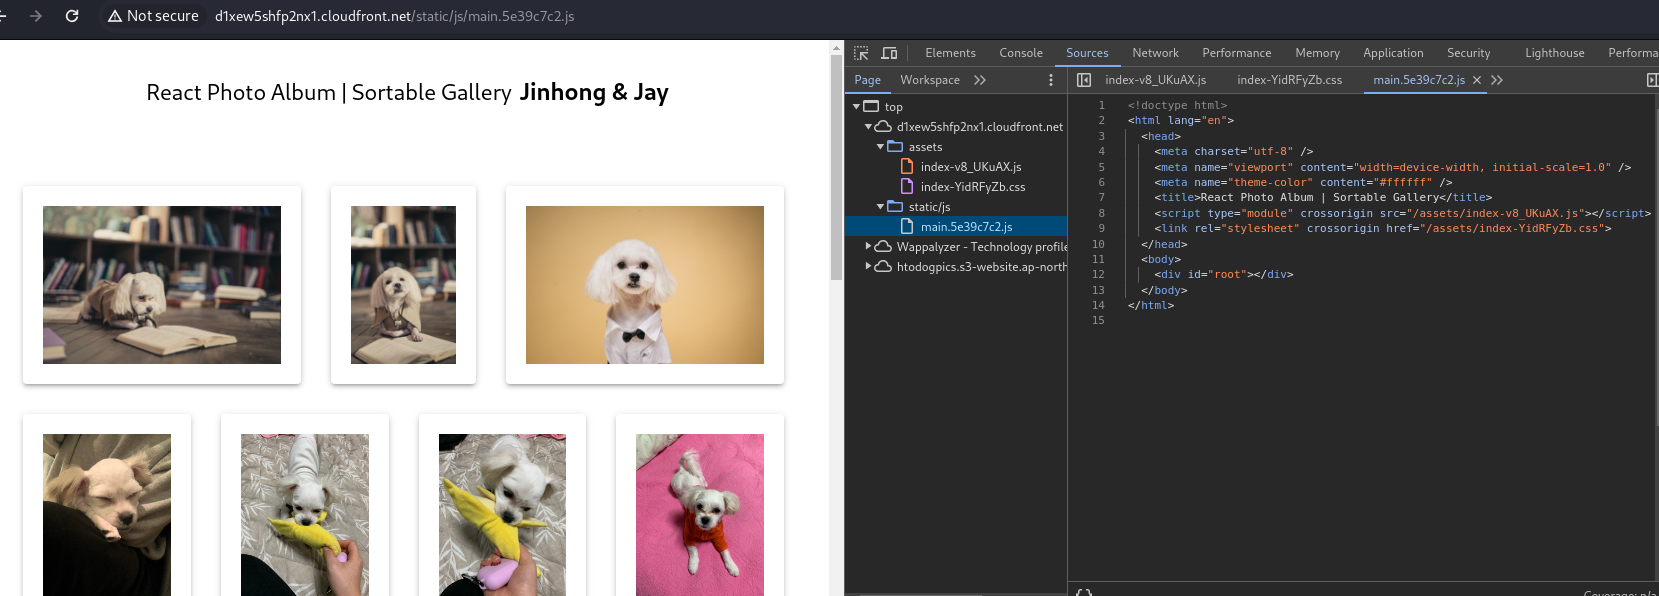 Not secure d1xew5shfp2nx1.cloudfront.net/static/js/main.5e39c7c2.js
React Photo Album | Sortable Gallery Jinhong & Jay
Elements Console Sources Network Performance Memory Application Security Lighthouse Performa
Page Workspace
index-v8_UKuAX.js index-YidRFyZb.css main.5e39c7c2.js
top
d1xew5shfp2nx1.cloudfront.net
assets
index-v8_UKuAX.js
index-YidRFyZb.css
static/js
main.5e39c7c2.js
Wappalyzer - Technology profile
htodogpics.s3-website.ap-north
1 <!doctype html>
2 <html lang="en">
3 <head>
4 <meta charset="utf-8" />
5 <meta name="viewport" content="width=device-width, initial-scale=1.0" />
6 <meta name="theme-color" content="#ffffff" />
7 <title>React Photo Album | Sortable Gallery</title>
8 <script type="module" crossorigin src="/assets/index-v8_UKuAX.js"></script>
9 <link rel="stylesheet" crossorigin href="/assets/index-YidRFyZb.css">
10 </head>
11 <body>
12 <div id="root"></div>
13 </body>
14 </html>
15
{ } Coverage: n/a